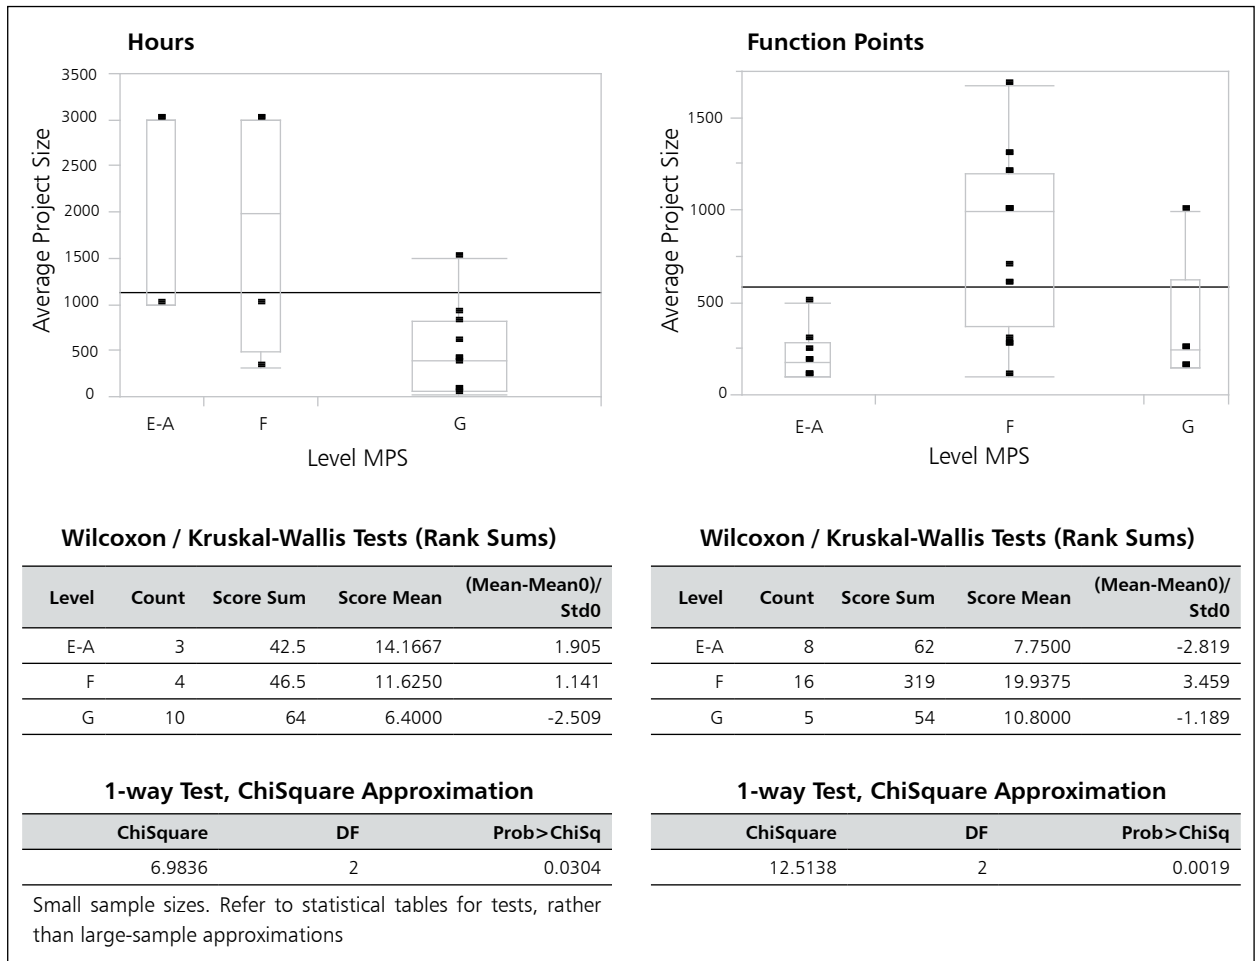 Hours
3500
3000
2500
2000
1500
1000
500
0
Average Project Size
E-A F G
Level MPS
Function Points
1500
1000
500
0
Average Project Size
E-A F G
Level MPS
Wilcoxon / Kruskal-Wallis Tests (Rank Sums)
Level Count Score Sum Score Mean (Mean-Mean0)/
Std0
E-A 3 42.5 14.1667 1.905
F 4 46.5 11.6250 1.141
G 10 64 6.4000 -2.509
1-way Test, ChiSquare Approximation
ChiSquare DF Prob>ChiSq
6.9836 2 0.0304
Small sample sizes. Refer to statistical tables for tests, rather
than large-sample approximations
Wilcoxon / Kruskal-Wallis Tests (Rank Sums)
Level Count Score Sum Score Mean (Mean-Mean0)/
Std0
E-A 8 62 7.7500 -2.819
F 16 319 19.9375 3.459
G 5 54 10.8000 -1.189
1-way Test, ChiSquare Approximation
ChiSquare DF Prob>ChiSq
12.5138 2 0.0019